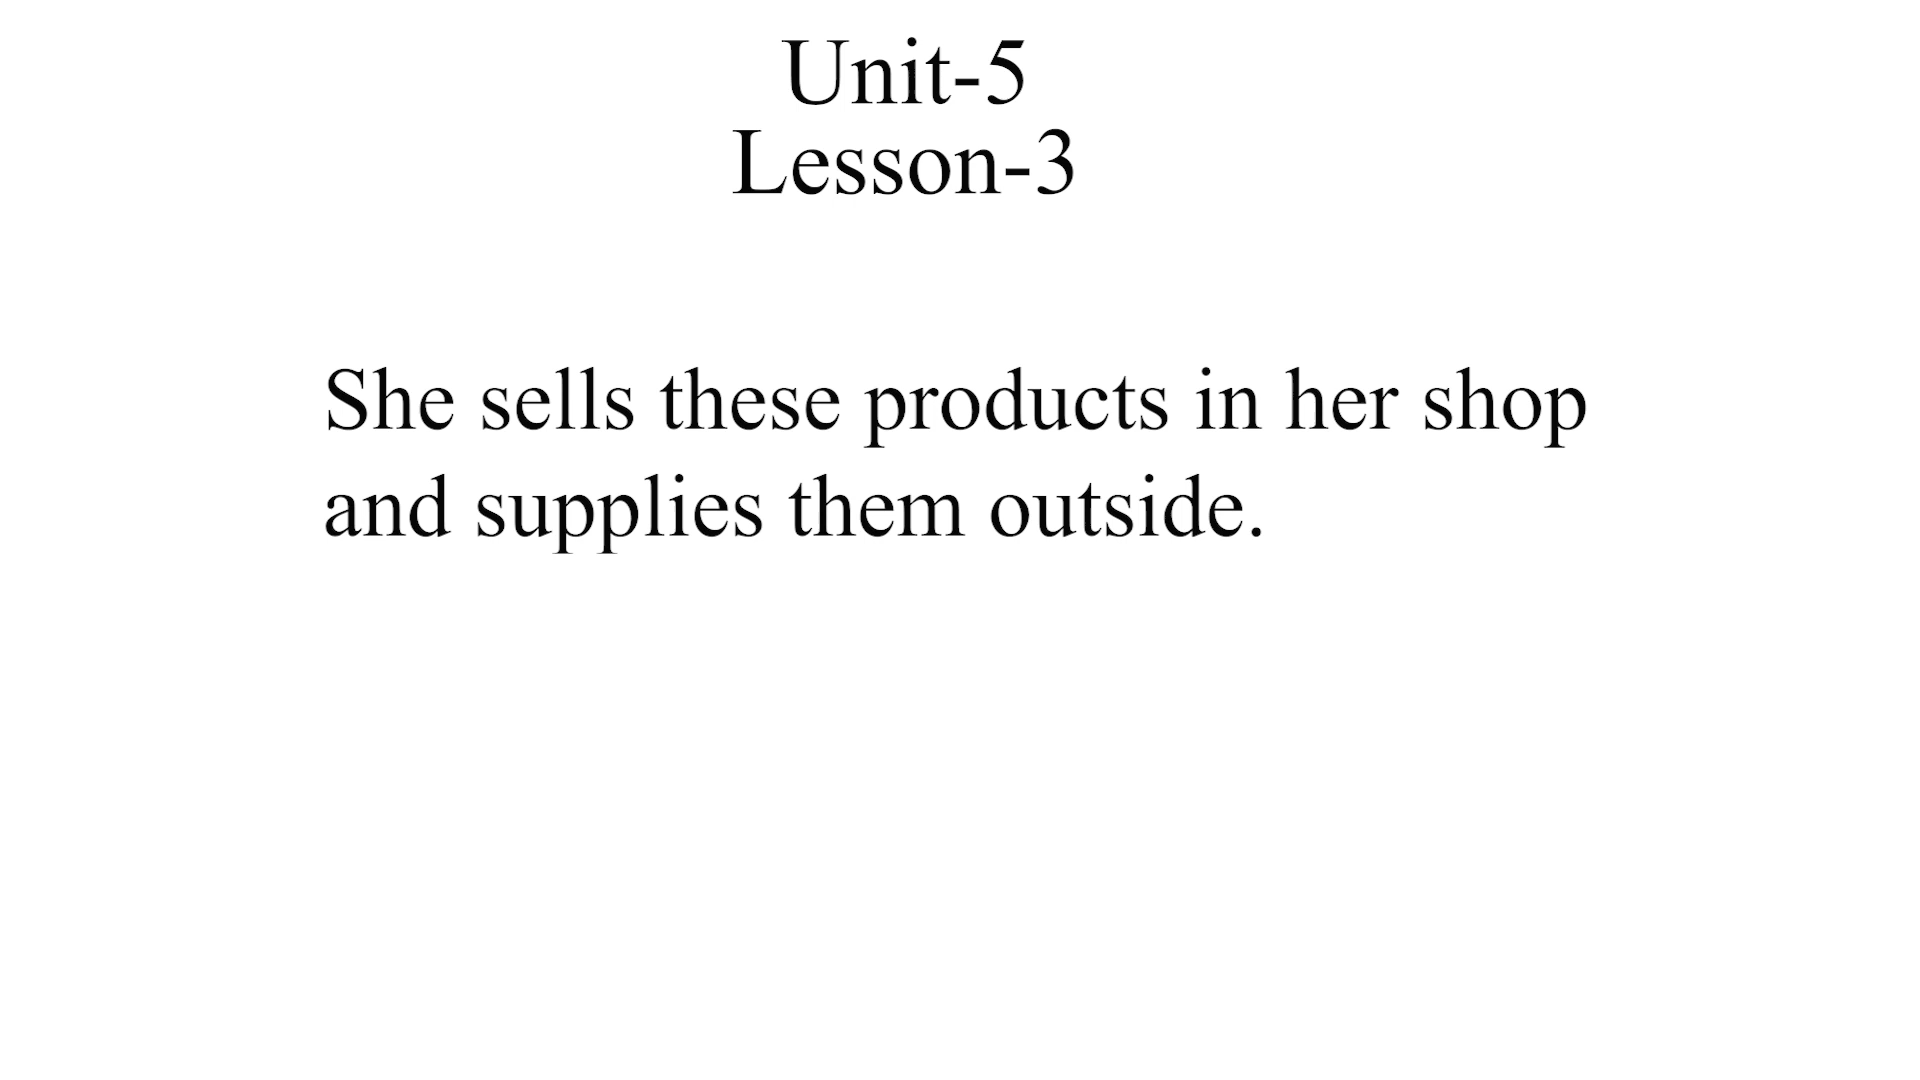 Unit-5
Lesson-3
She sells these products in her shop
and supplies them outside.